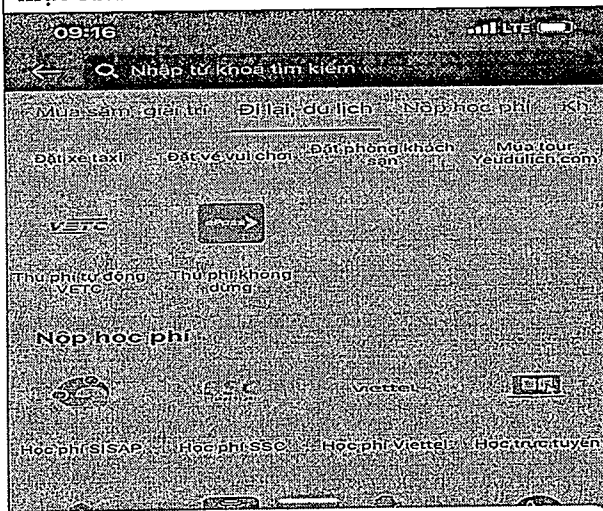 09:16 LTE
Nhập từ khoá tìm kiếm
Mua sắm, giải trí Đi lại, du lịch Nộp học phí Kh
Đặt xe taxi Đặt vé vui chơi Đặt phòng khách sạn Mua tour Yeudulich.com
VETC
Thu phí tự động VETC Thu phí không dừng
Nộp học phí
SSC viettel
Học phí SISAP Học phí SSC Học phí Viettel Học trực tuyến